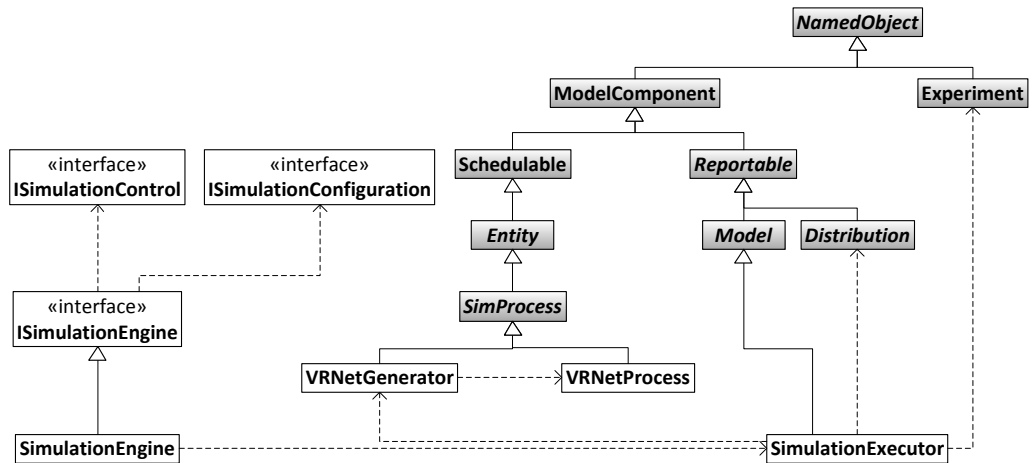 NamedObject
ModelComponent
Experiment
«interface»
ISimulationControl
«interface»
ISimulationConfiguration
Schedulable
Reportable
Entity
Model
Distribution
«interface»
ISimulationEngine
SimProcess
VRNetGenerator
VRNetProcess
SimulationEngine
SimulationExecutor